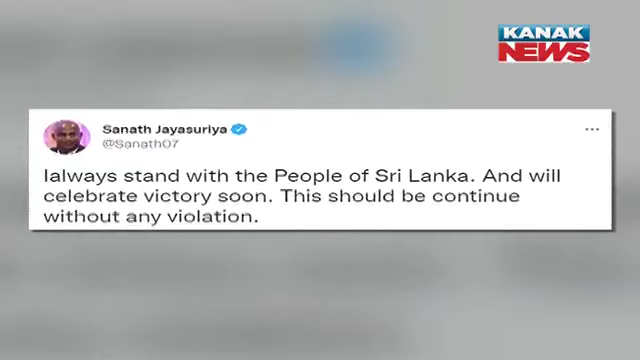 KANAK
NEWS
Sanath Jayasuriya
@Sanath07
Ialways stand with the People of Sri Lanka. And will
celebrate victory soon. This should be continue
without any violation.